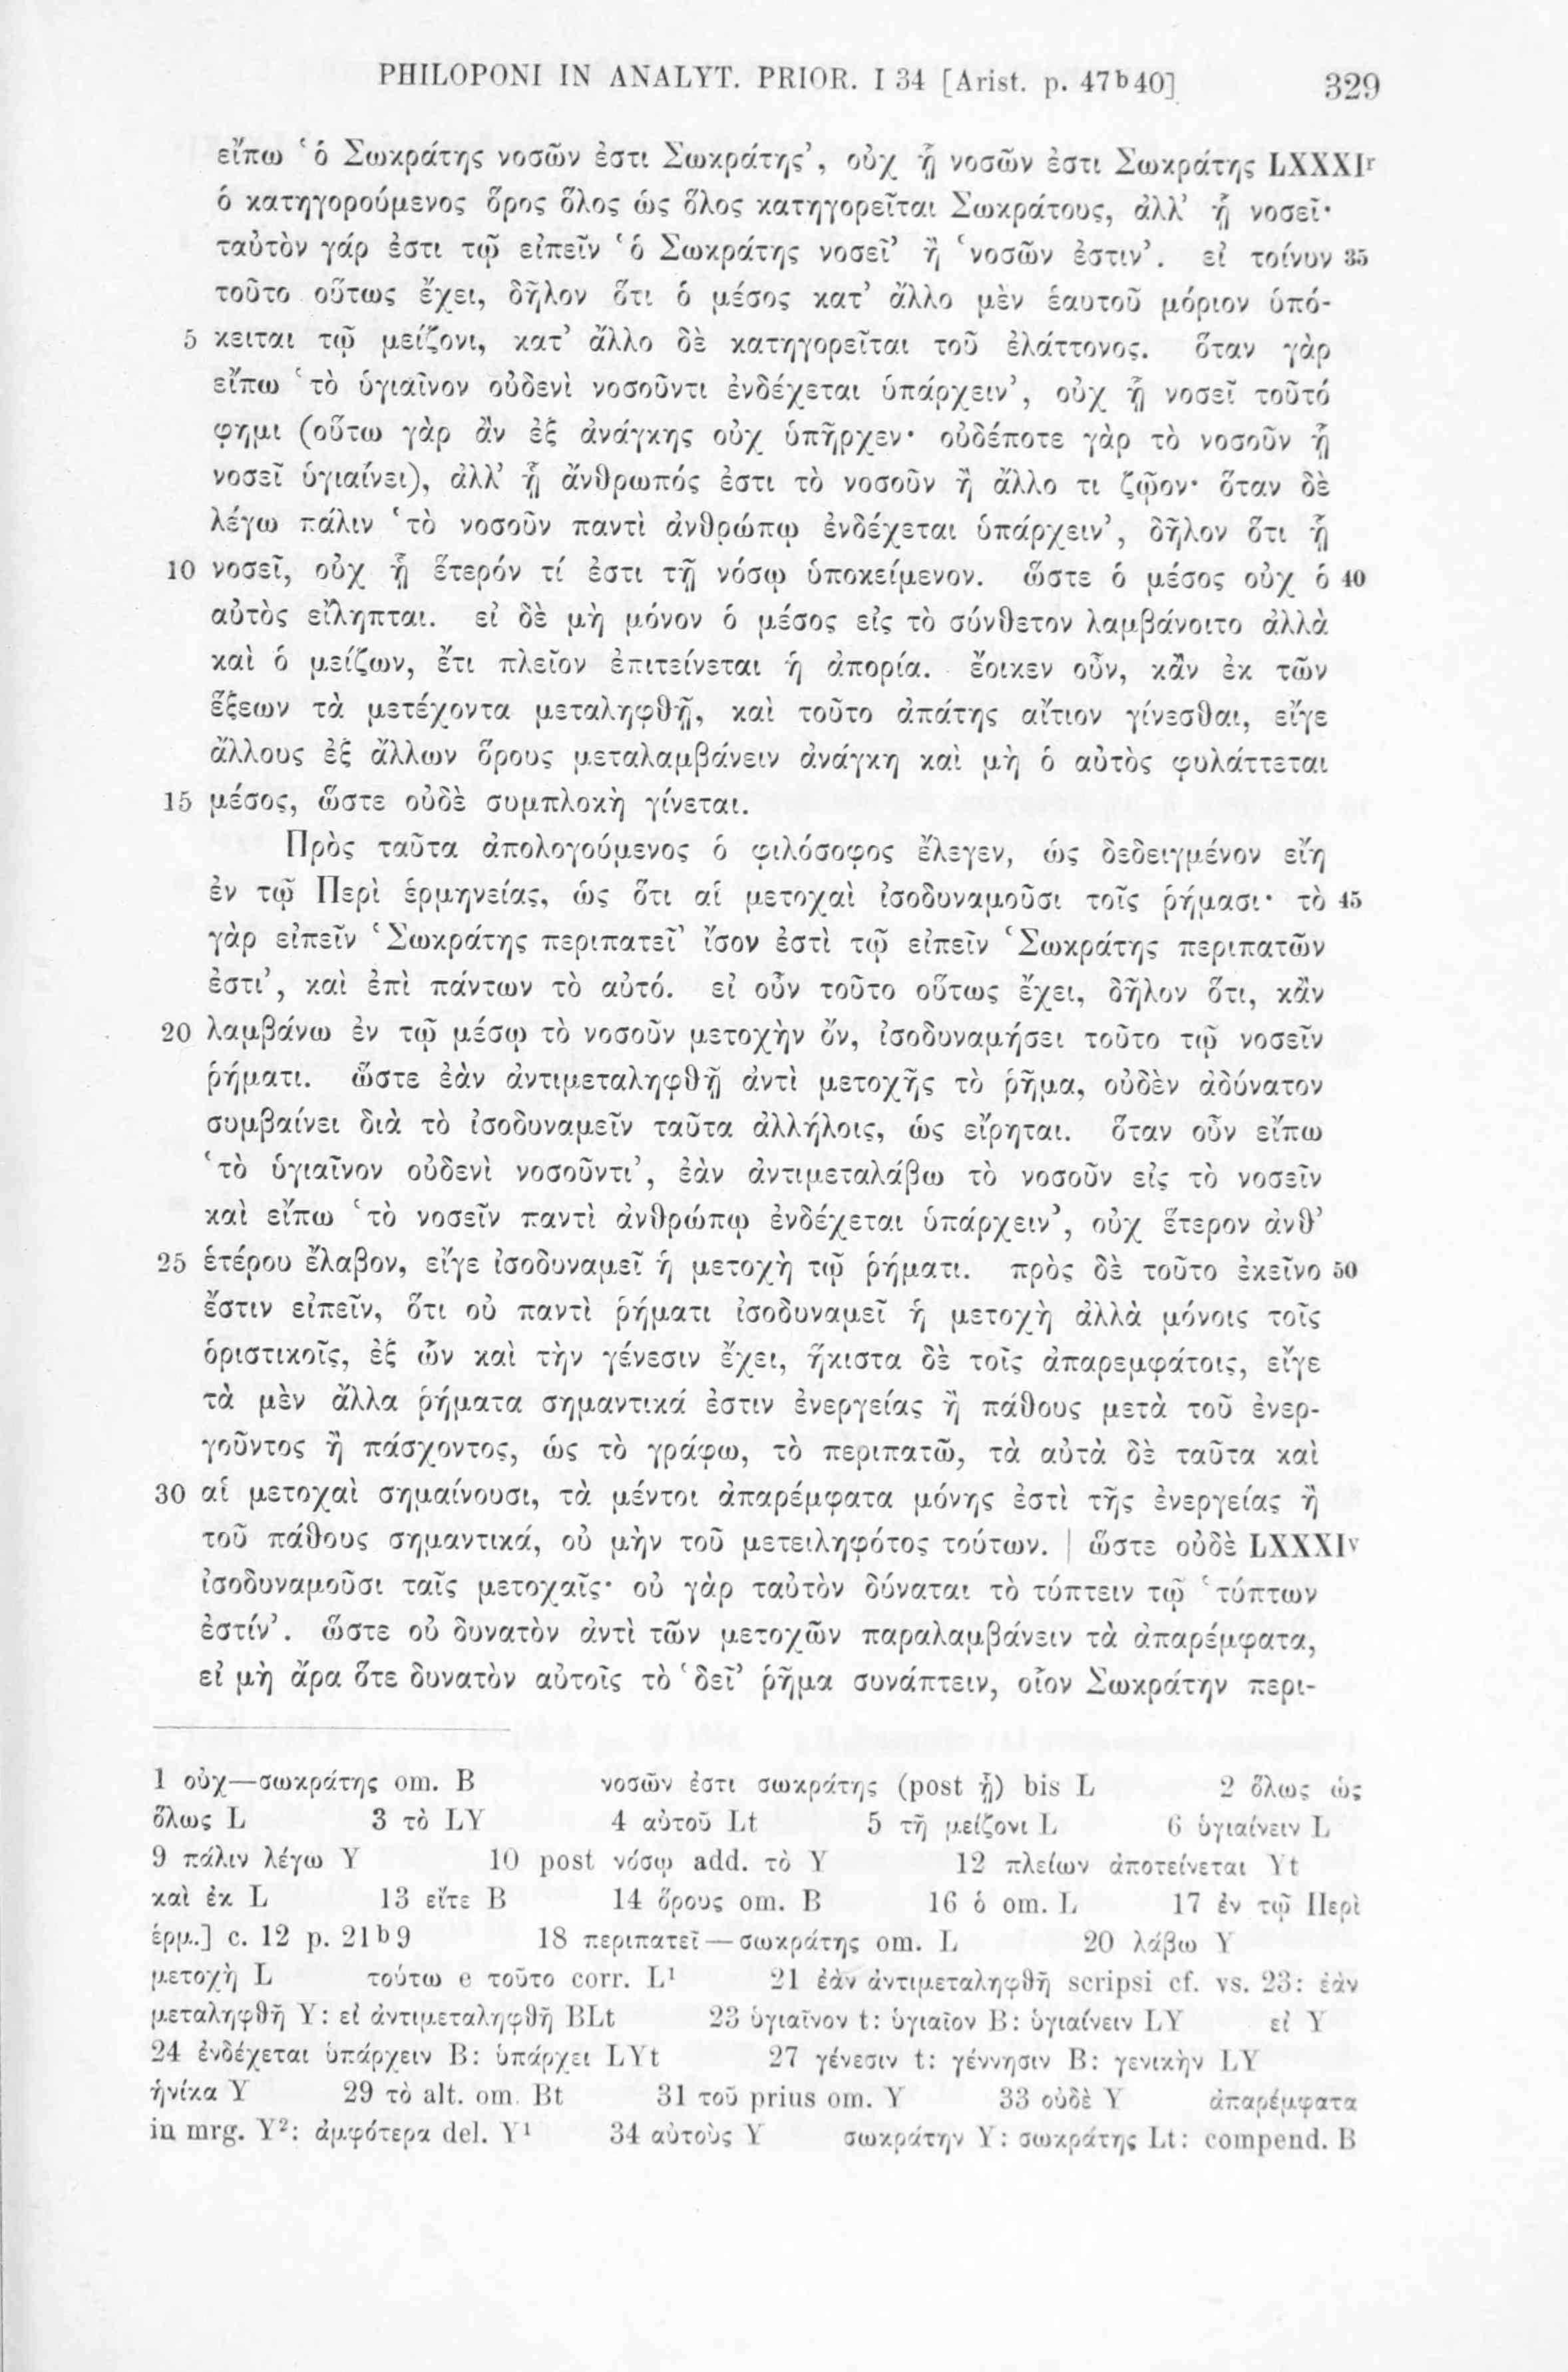 PHILOPONI IN ANALYT. PRIOR. I 34 [Arist. p. 47b40] 329
εἴπω ‘ὁ Σωκράτης νοσῶν ἐστι Σωκράτης’, οὐχ ᾗ νοσῶν ἐστι Σωκράτης LXXXIr
ὁ κατηγορούμενος ὅρος ὅλος ὡς ὅλος κατηγορεῖται Σωκράτους, ἀλλ’ ᾗ νοσεῖ·
ταὐτὸν γάρ ἐστι τῷ εἰπεῖν ‘ὁ Σωκράτης νοσεῖ’ ἢ ‘νοσῶν ἐστιν’. εἰ τοίνυν 35
τοῦτο οὕτως ἔχει, δῆλον ὅτι ὁ μέσος κατ’ ἄλλο μὲν ἑαυτοῦ μόριον ὑπό-
5 κειται τῷ μείζονι, κατ’ ἄλλο δὲ κατηγορεῖται τοῦ ἐλάττονος. ὅταν γὰρ
εἴπω ‘τὸ ὑγιαῖνον οὐδενὶ νοσοῦντι ἐνδέχεται ὑπάρχειν’, οὐχ ᾗ νοσεῖ τοῦτό
φημι (οὕτω γὰρ ἂν ἐξ ἀνάγκης οὐχ ὑπῆρχεν· οὐδέποτε γὰρ τὸ νοσοῦν ᾗ
νοσεῖ ὑγιαίνει), ἀλλ’ ᾗ ἄνθρωπός ἐστι τὸ νοσοῦν ἢ ἄλλο τι ζῷον· ὅταν δὲ
λέγω πάλιν ‘τὸ νοσοῦν παντὶ ἀνθρώπῳ ἐνδέχεται ὑπάρχειν’, δῆλον ὅτι ᾗ
10 νοσεῖ, οὐχ ᾗ ἕτερόν τί ἐστι τῇ νόσῳ ὑποκείμενον. ὥστε ὁ μέσος οὐχ ὁ 40
αὐτὸς εἴληπται. εἰ δὲ μὴ μόνον ὁ μέσος εἰς τὸ σύνθετον λαμβάνοιτο ἀλλὰ
καὶ ὁ μείζων, ἔτι πλεῖον ἐπιτείνεται ἡ ἀπορία. ἔοικεν οὖν, κἂν ἐκ τῶν
ἕξεων τὰ μετέχοντα μεταληφθῇ, καὶ τοῦτο ἀπάτης αἴτιον γίνεσθαι, εἴγε
ἄλλους ἐξ ἄλλων ὅρους μεταλαμβάνειν ἀνάγκη καὶ μὴ ὁ αὐτὸς φυλάττεται
15 μέσος, ὥστε οὐδὲ συμπλοκὴ γίνεται.
Πρὸς ταῦτα ἀπολογούμενος ὁ φιλόσοφος ἔλεγεν, ὡς δεδειγμένον εἴη
ἐν τῷ Περὶ ἑρμηνείας, ὡς ὅτι αἱ μετοχαὶ ἰσοδυναμοῦσι τοῖς ῥήμασι· τὸ 45
γὰρ εἰπεῖν ‘Σωκράτης περιπατεῖ’ ἴσον ἐστὶ τῷ εἰπεῖν ‘Σωκράτης περιπατῶν
ἐστι’, καὶ ἐπὶ πάντων τὸ αὐτό. εἰ οὖν τοῦτο οὕτως ἔχει, δῆλον ὅτι, κἂν
20 λαμβάνω ἐν τῷ μέσῳ τὸ νοσοῦν μετοχὴν ὄν, ἰσοδυναμήσει τοῦτο τῷ νοσεῖν
ῥήματι. ὥστε ἐὰν ἀντιμεταληφθῇ ἀντὶ μετοχῆς τὸ ῥῆμα, οὐδὲν ἀδύνατον
συμβαίνει διὰ τὸ ἰσοδυναμεῖν ταῦτα ἀλλήλοις, ὡς εἴρηται. ὅταν οὖν εἴπω
‘τὸ ὑγιαῖνον οὐδενὶ νοσοῦντι’, ἐὰν ἀντιμεταλάβω τὸ νοσοῦν εἰς τὸ νοσεῖν
καὶ εἴπω ‘τὸ νοσεῖν παντὶ ἀνθρώπῳ ἐνδέχεται ὑπάρχειν’, οὐχ ἕτερον ἀνθ’
25 ἑτέρου ἔλαβον, εἴγε ἰσοδυναμεῖ ἡ μετοχὴ τῷ ῥήματι. πρὸς δὲ τοῦτο ἐκεῖνο 50
ἔστιν εἰπεῖν, ὅτι οὐ παντὶ ῥήματι ἰσοδυναμεῖ ἡ μετοχὴ ἀλλὰ μόνοις τοῖς
ὁριστικοῖς, ἐξ ὧν καὶ τὴν γένεσιν ἔχει, ἥκιστα δὲ τοῖς ἀπαρεμφάτοις, εἴγε
τὰ μὲν ἄλλα ῥήματα σημαντικά ἐστιν ἐνεργείας ἢ πάθους μετὰ τοῦ ἐνερ-
γοῦντος ἢ πάσχοντος, ὡς τὸ γράφω, τὸ περιπατῶ, τὰ αὐτὰ δὲ ταῦτα καὶ
30 αἱ μετοχαὶ σημαίνουσι, τὰ μέντοι ἀπαρέμφατα μόνης ἐστὶ τῆς ἐνεργείας ἢ
τοῦ πάθους σημαντικά, οὐ μὴν τοῦ μετειληφότος τούτων. | ὥστε οὐδὲ LXXXIv
ἰσοδυναμοῦσι ταῖς μετοχαῖς· οὐ γὰρ ταὐτὸν δύναται τὸ τύπτειν τῷ ‘τύπτων
ἐστίν’. ὥστε οὐ δυνατὸν ἀντὶ τῶν μετοχῶν παραλαμβάνειν τὰ ἀπαρέμφατα,
εἰ μὴ ἄρα ὅτε δυνατὸν αὐτοῖς τὸ ‘δεῖ’ ῥῆμα συνάπτειν, οἷον Σωκράτην περι-
1 οὐχ—σωκράτης om. B νοσῶν ἐστι σωκράτης (post ᾗ) bis L 2 ὅλως ὡς
ὅλως L 3 τὸ LY 4 αὐτοῦ Lt 5 τῇ μείζονι L 6 ὑγιαίνειν L
9 πάλιν λέγω Y 10 post νόσῳ add. τὸ Y 12 πλείων ἀποτείνεται Yt
καὶ ἐκ L 13 εἴτε B 14 ὅρους om. B 16 ὁ om. L 17 ἐν τῷ Περὶ
ἑρμ.] c. 12 p. 21b9 18 περιπατεῖ—σωκράτης om. L 20 λάβω Y
μετοχὴ L τούτω e τοῦτο corr. L1 21 ἐὰν ἀντιμεταληφθῇ scripsi cf. vs. 23: ἐὰν
μεταληφθῇ Y: εἰ ἀντιμεταληφθῇ BLt 23 ὑγιαῖνον t: ὑγιαῖον B: ὑγιαίνειν LY εἰ Y
24 ἐνδέχεται ὑπάρχειν B: ὑπάρχει LYt 27 γένεσιν t: γέννησιν B: γενικὴν LY
ἡνίκα Y 29 τὸ alt. om. Bt 31 τοῦ prius om. Y 33 οὐδὲ Y ἀπαρέμφατα
in mrg. Y2: ἀμφότερα del. Y1 34 αὐτοὺς Y σωκράτην Y: σωκράτης Lt: compend. B